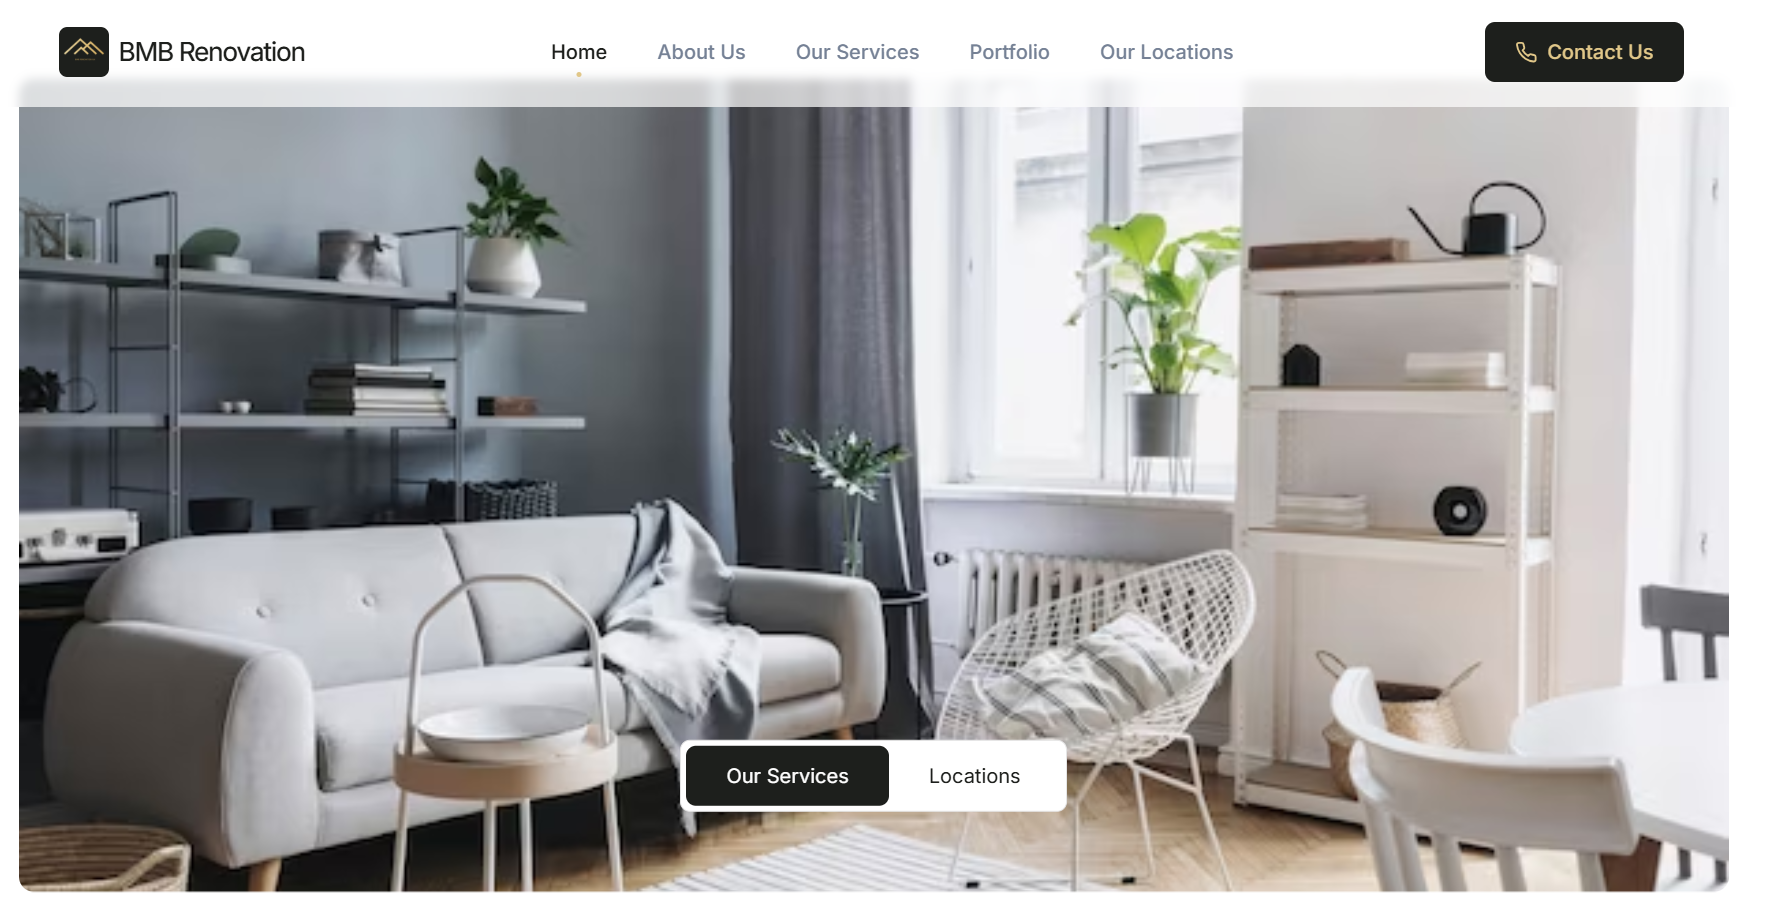 BMB Renovation
Home
About Us
Our Services
Portfolio
Our Locations
Contact Us
Our Services
Locations